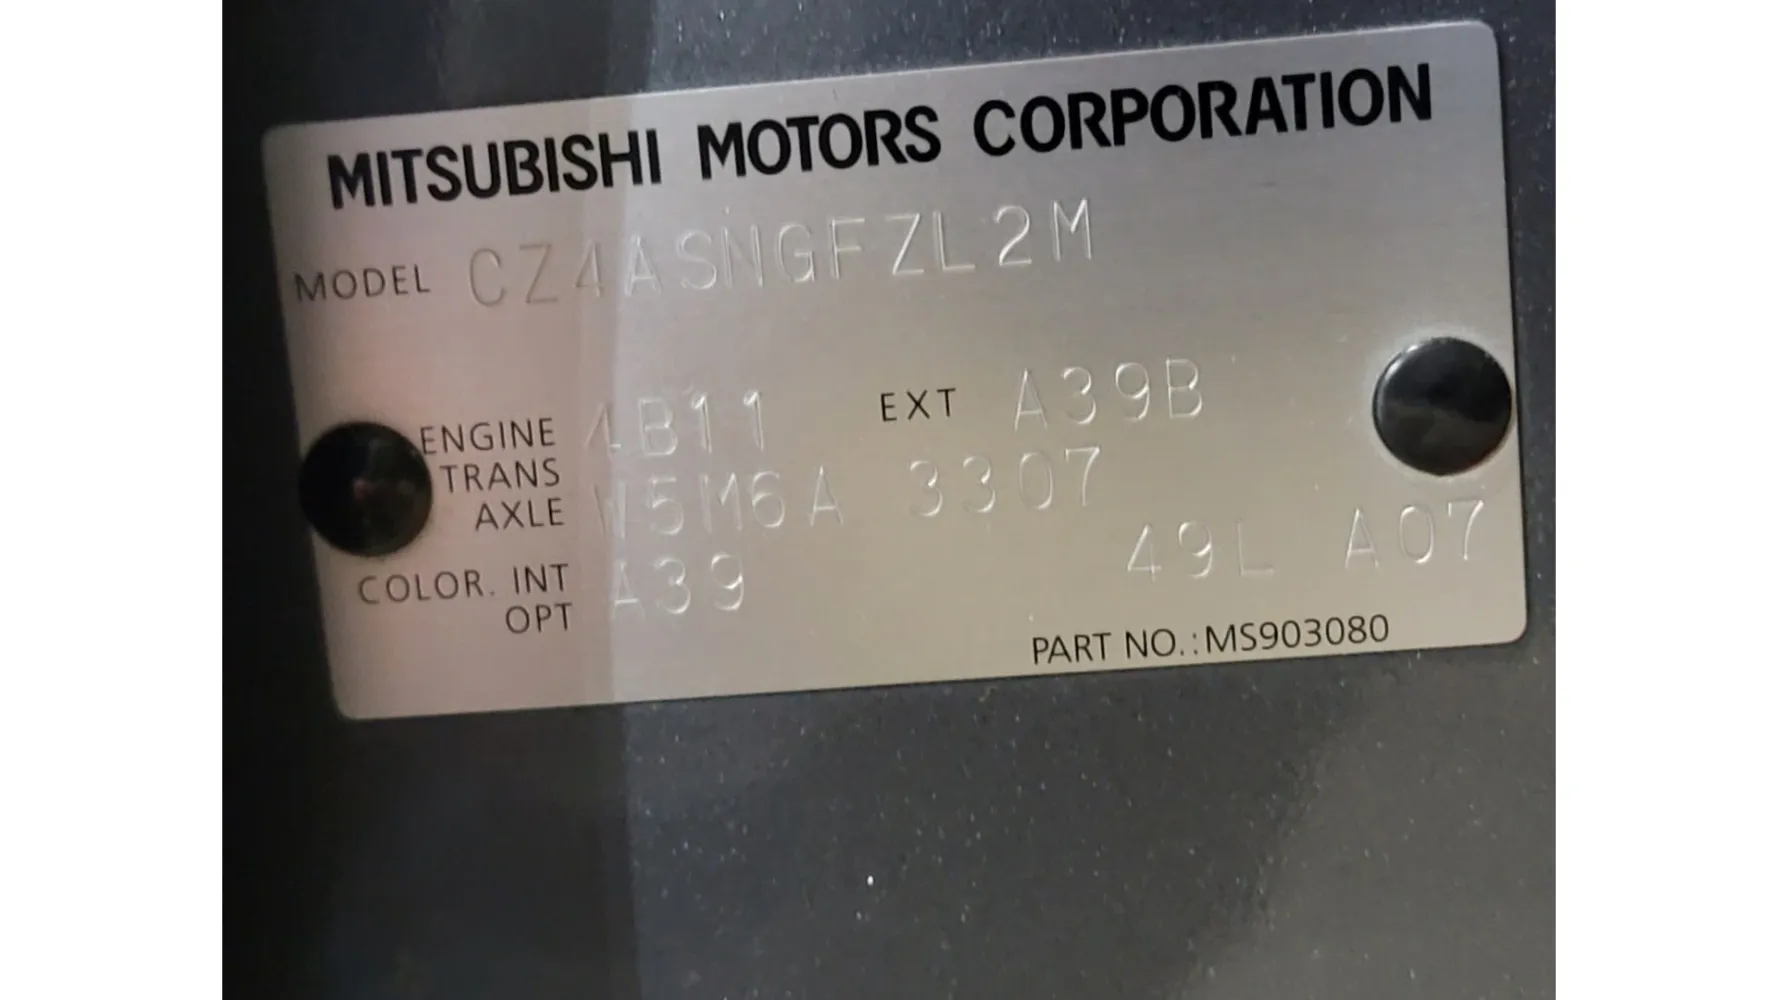 MITSUBISHI MOTORS CORPORATION
MODEL CZ4ASNGFZL2M
ENGINE 4B11 EXT A39B
TRANS
AXLE W5M6A 3307
COLOR. INT A39 49L A07
OPT
PART NO.:MS903080